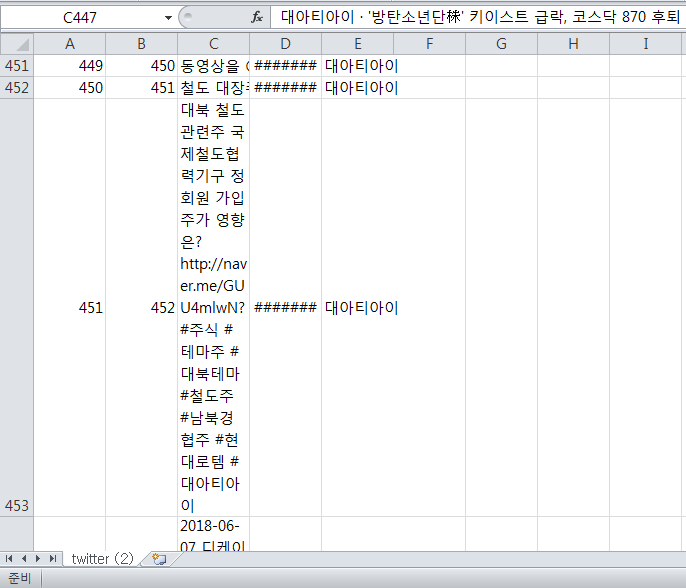 C447 fx 대아티아이 · '방탄소년단株' 키이스트 급락, 코스닥 870 후퇴
A B C D E F G H I
451 449 450 동영상을 ####### 대아티아이
452 450 451 철도 대장 ####### 대아티아이
대북 철도
관련주 국
제철도협
력기구 정
회원 가입
주가 영향
은?
http://nav
er.me/GU
451 452 U4mlwN? ####### 대아티아이
#주식 #
테마주 #
대북테마
#철도주
#남북경
협주 #현
대로템 #
대아티아
453 이
2018-06-
07 디케이
twitter (2)
준비